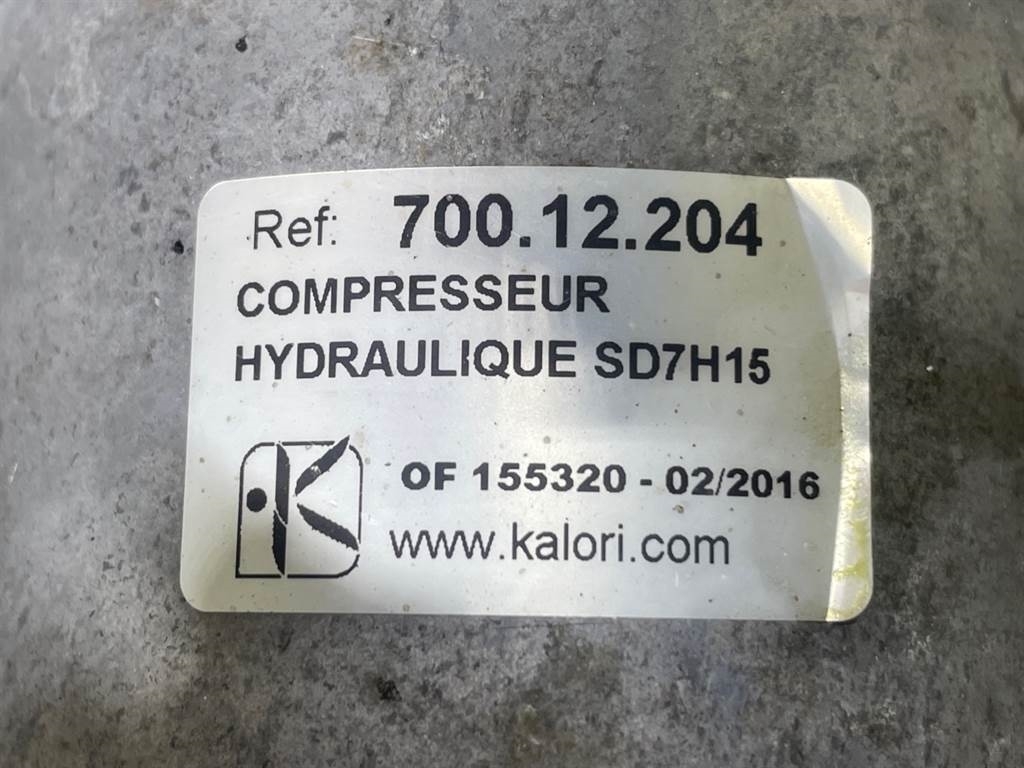 Ref: 700.12.204
COMPRESSEUR
HYDRAULIQUE SD7H15
OF 155320 - 02/2016
www.kalori.com